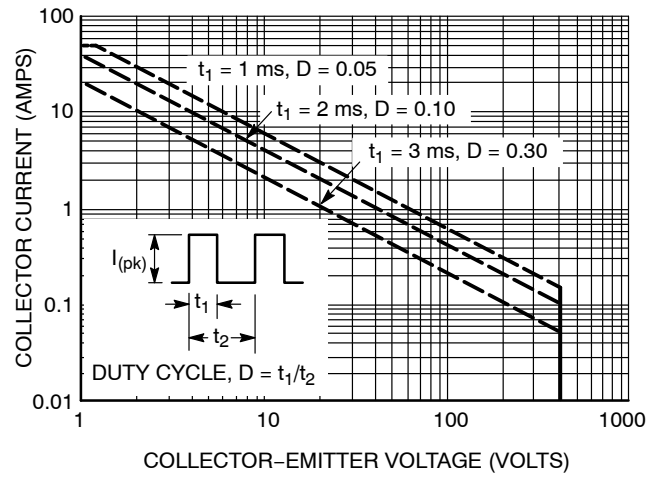 100
10
1
0.1
0.01
COLLECTOR CURRENT (AMPS)
t1 = 1 ms, D = 0.05
t1 = 2 ms, D = 0.10
t1 = 3 ms, D = 0.30
I(pk)
t1
t2
DUTY CYCLE, D = t1/t2
1 10 100 1000
COLLECTOR−EMITTER VOLTAGE (VOLTS)